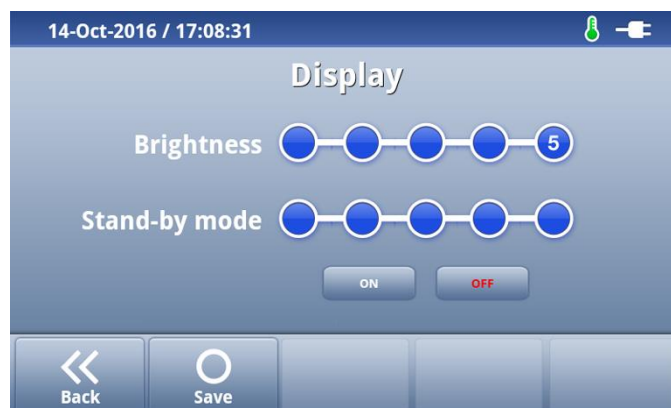 14-Oct-2016 / 17:08:31
Display
Brightness 5
Stand-by mode
ON OFF
Back Save